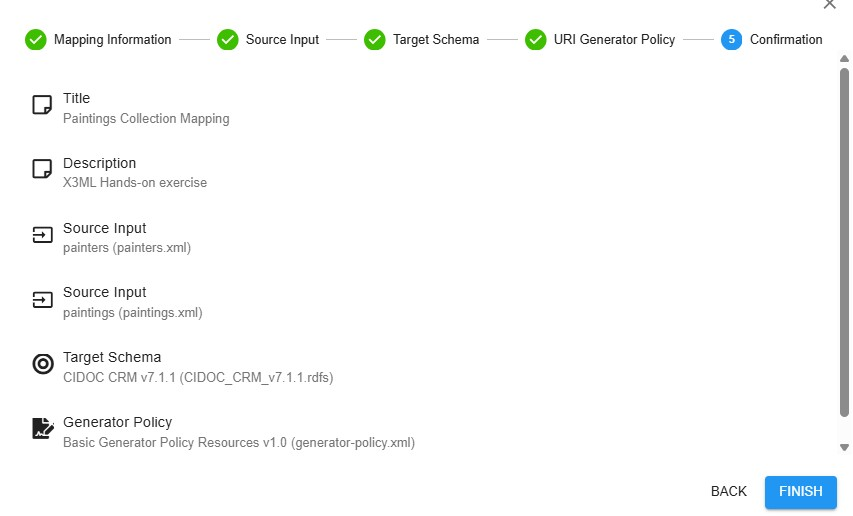 Mapping Information
Source Input
Target Schema
URI Generator Policy
5 Confirmation
Title
Paintings Collection Mapping
Description
X3ML Hands-on exercise
Source Input
painters (painters.xml)
Source Input
paintings (paintings.xml)
Target Schema
CIDOC CRM v7.1.1 (CIDOC_CRM_v7.1.1.rdfs)
Generator Policy
Basic Generator Policy Resources v1.0 (generator-policy.xml)
BACK
FINISH